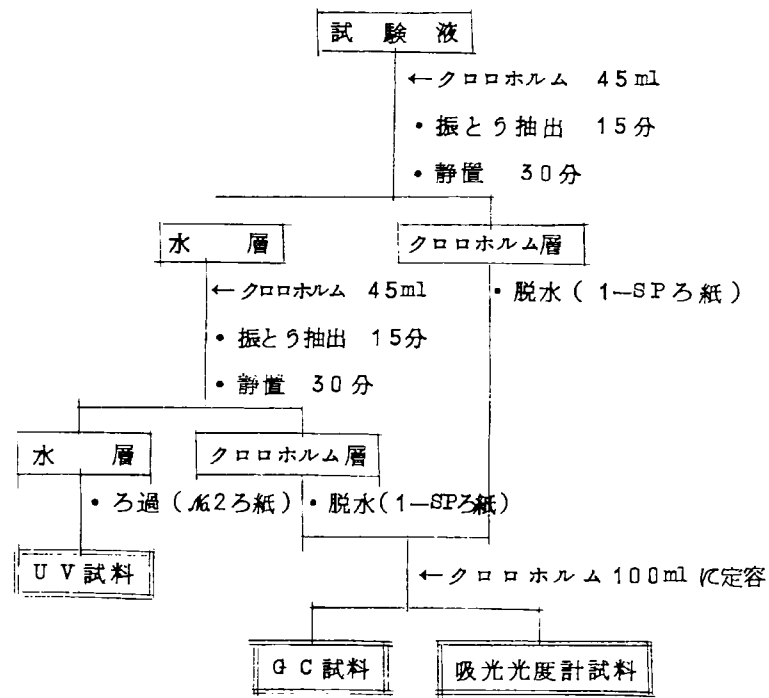 試験液
←クロロホルム 45ml
・振とう抽出 15分
・静置 30分
水層 クロロホルム層
←クロロホルム 45ml ・脱水(1—SPろ紙)
・振とう抽出 15分
・静置 30分
水層 クロロホルム層
・ろ過(№2ろ紙) ・脱水(1—SPろ紙)
UV試料 ←クロロホルム100mlに定容
GC試料 吸光光度計試料